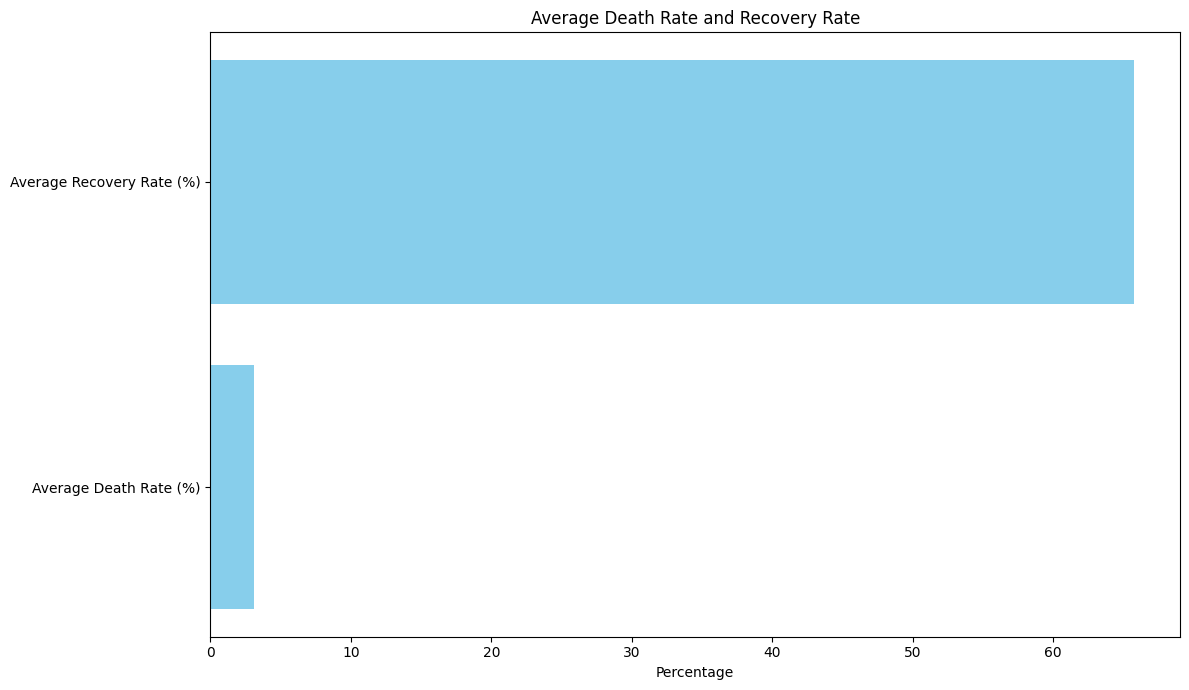 Average Death Rate and Recovery Rate
Average Recovery Rate (%)
Average Death Rate (%)
0 10 20 30 40 50 60
Percentage